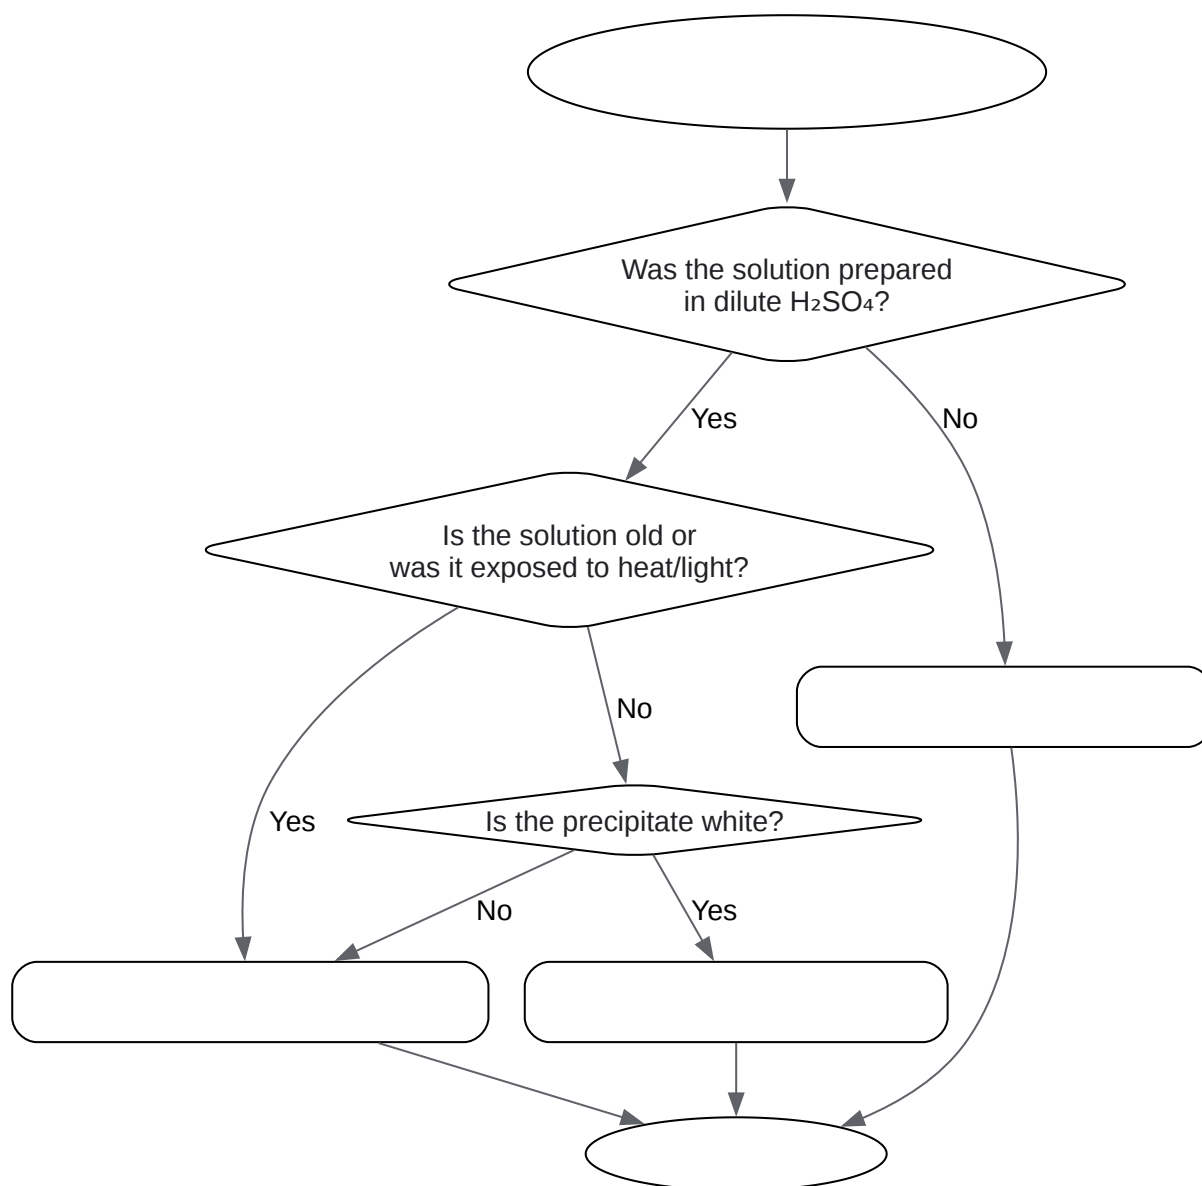 Was the solution prepared
in dilute H₂SO₄?
Yes
No
Is the solution old or
was it exposed to heat/light?
No
Yes
Is the precipitate white?
No
Yes